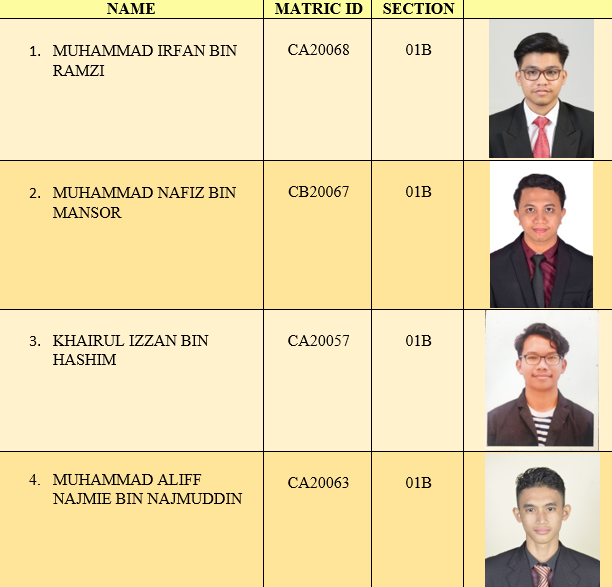 NAME MATRIC ID SECTION
1. MUHAMMAD IRFAN BIN CA20068 01B
RAMZI
2. MUHAMMAD NAFIZ BIN CB20067 01B
MANSOR
3. KHAIRUL IZZAN BIN CA20057 01B
HASHIM
4. MUHAMMAD ALIFF CA20063 01B
NAJMIE BIN NAJMUDDIN